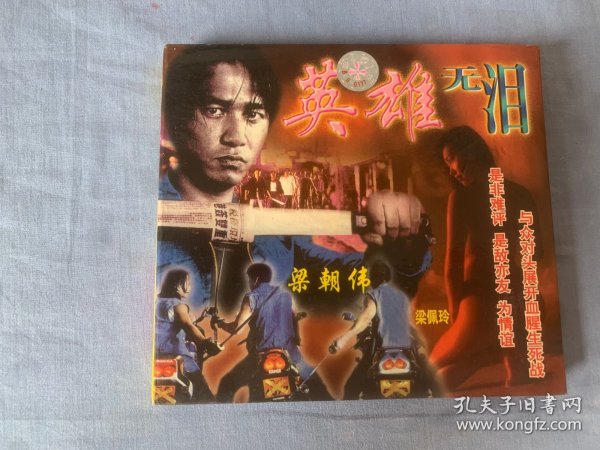 英雄无泪
梁朝伟
梁佩玲
是非难评 是敌亦友 为情谊
与众对头展开血腥生死战
孔夫子旧书网
www.kongfz.com